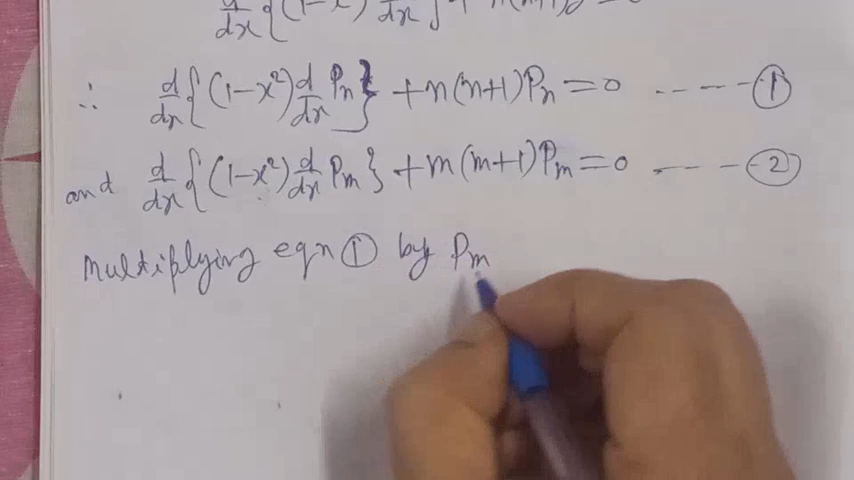 ∴ d/dx{(1-x²) d/dx Pn} + n(n+1)Pn = 0 ------- ①
and d/dx{(1-x²) d/dx Pm} + m(m+1)Pm = 0 ------- ②
Multiplying eqn ① by Pm